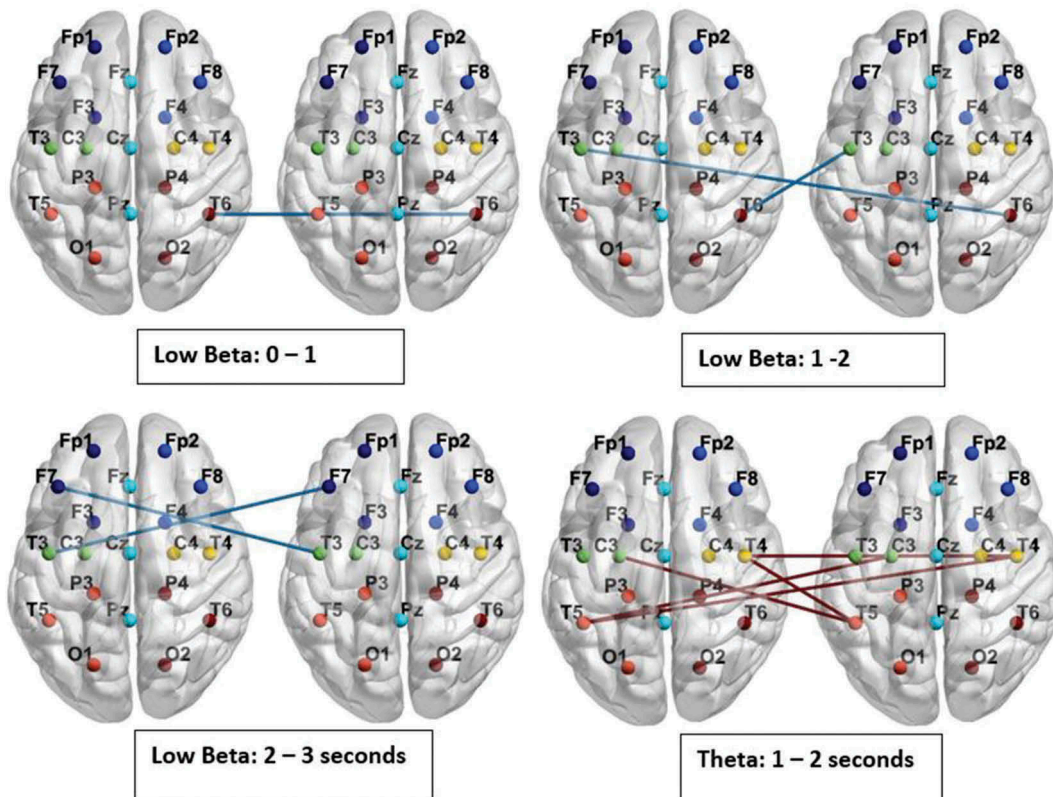 Fp1 Fp2 Fp1 Fp2
F7 Fz F8 F7 Fz F8
F3 F4 F3 F4
T3 C3 Cz C4 T4 T3 C3 Cz C4 T4
P3 P4 P3 P4
T5 Pz T6 T5 Pz T6
O1 O2 O1 O2
Low Beta: 0 – 1
Fp1 Fp2 Fp1 Fp2
F7 Fz F8 F7 Fz F8
F3 F4 F3 F4
T3 C3 Cz C4 T4 T3 C3 Cz C4 T4
P3 P4 P3 P4
T5 Pz T6 T5 Pz T6
O1 O2 O1 O2
Low Beta: 1 -2
Fp1 Fp2 Fp1 Fp2
F7 Fz F8 F7 Fz F8
F3 F4 F3 F4
T3 C3 Cz C4 T4 T3 C3 Cz C4 T4
P3 P4 P3 P4
T5 Pz T6 T5 Pz T6
O1 O2 O1 O2
Low Beta: 2 – 3 seconds
Fp1 Fp2 Fp1 Fp2
F7 Fz F8 F7 Fz F8
F3 F4 F3 F4
T3 C3 Cz C4 T4 T3 C3 Cz C4 T4
P3 P4 P3 P4
T5 Pz T6 T5 Pz T6
O1 O2 O1 O2
Theta: 1 – 2 seconds